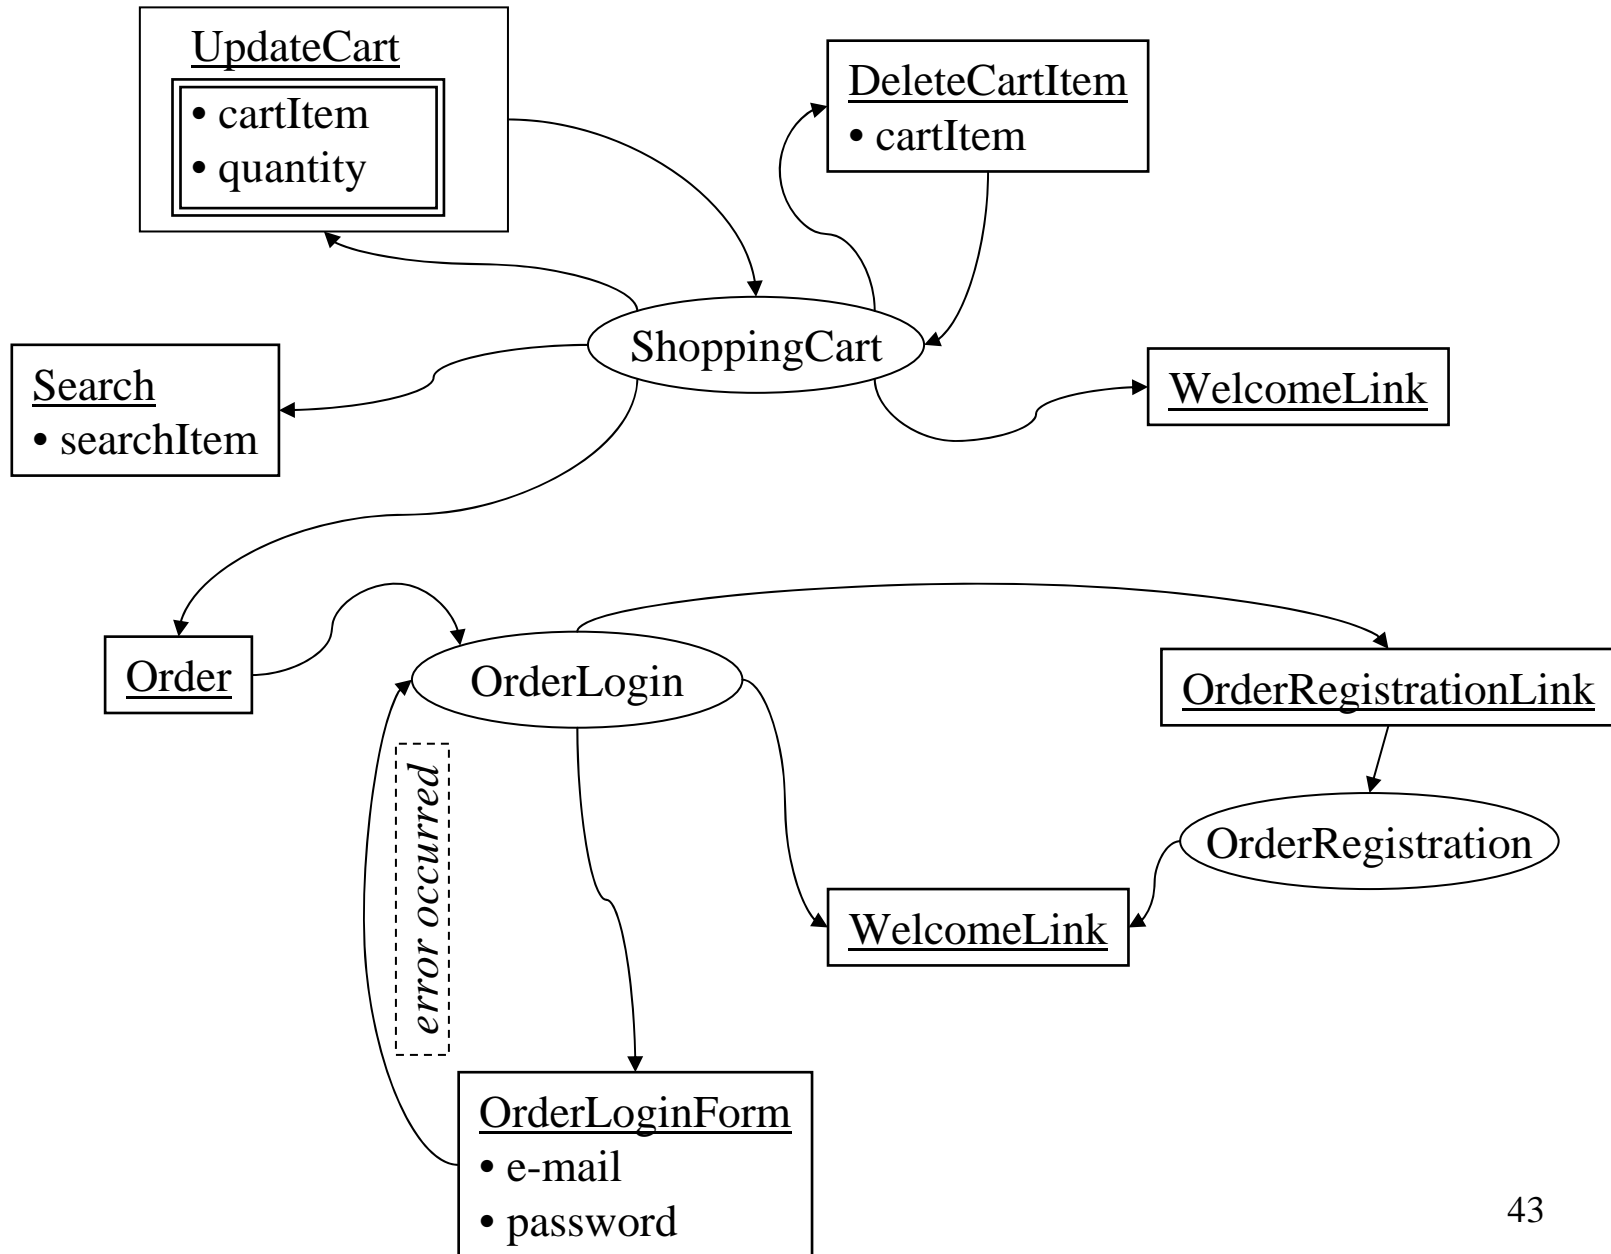 UpdateCart
• cartItem
• quantity
DeleteCartItem
• cartItem
ShoppingCart
Search
• searchItem
WelcomeLink
Order
OrderLogin
OrderRegistrationLink
error occurred
OrderRegistration
WelcomeLink
OrderLoginForm
• e-mail
• password
43